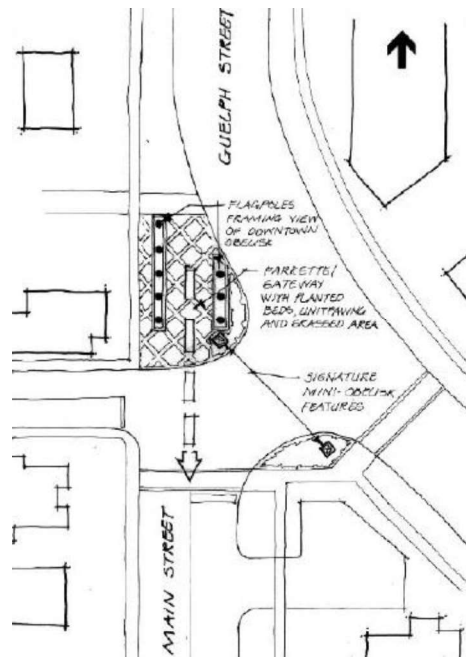 GUELPH STREET
FLAGPOLES
FRAMING VIEW
OF DOWNTOWN
OBELISK
PARKETTE/
GATEWAY
WITH PLANTED
BEDS, UNIT PAVING
AND GRASSED AREA
SIGNATURE
MINI-OBELISK
FEATURES
MAIN STREET